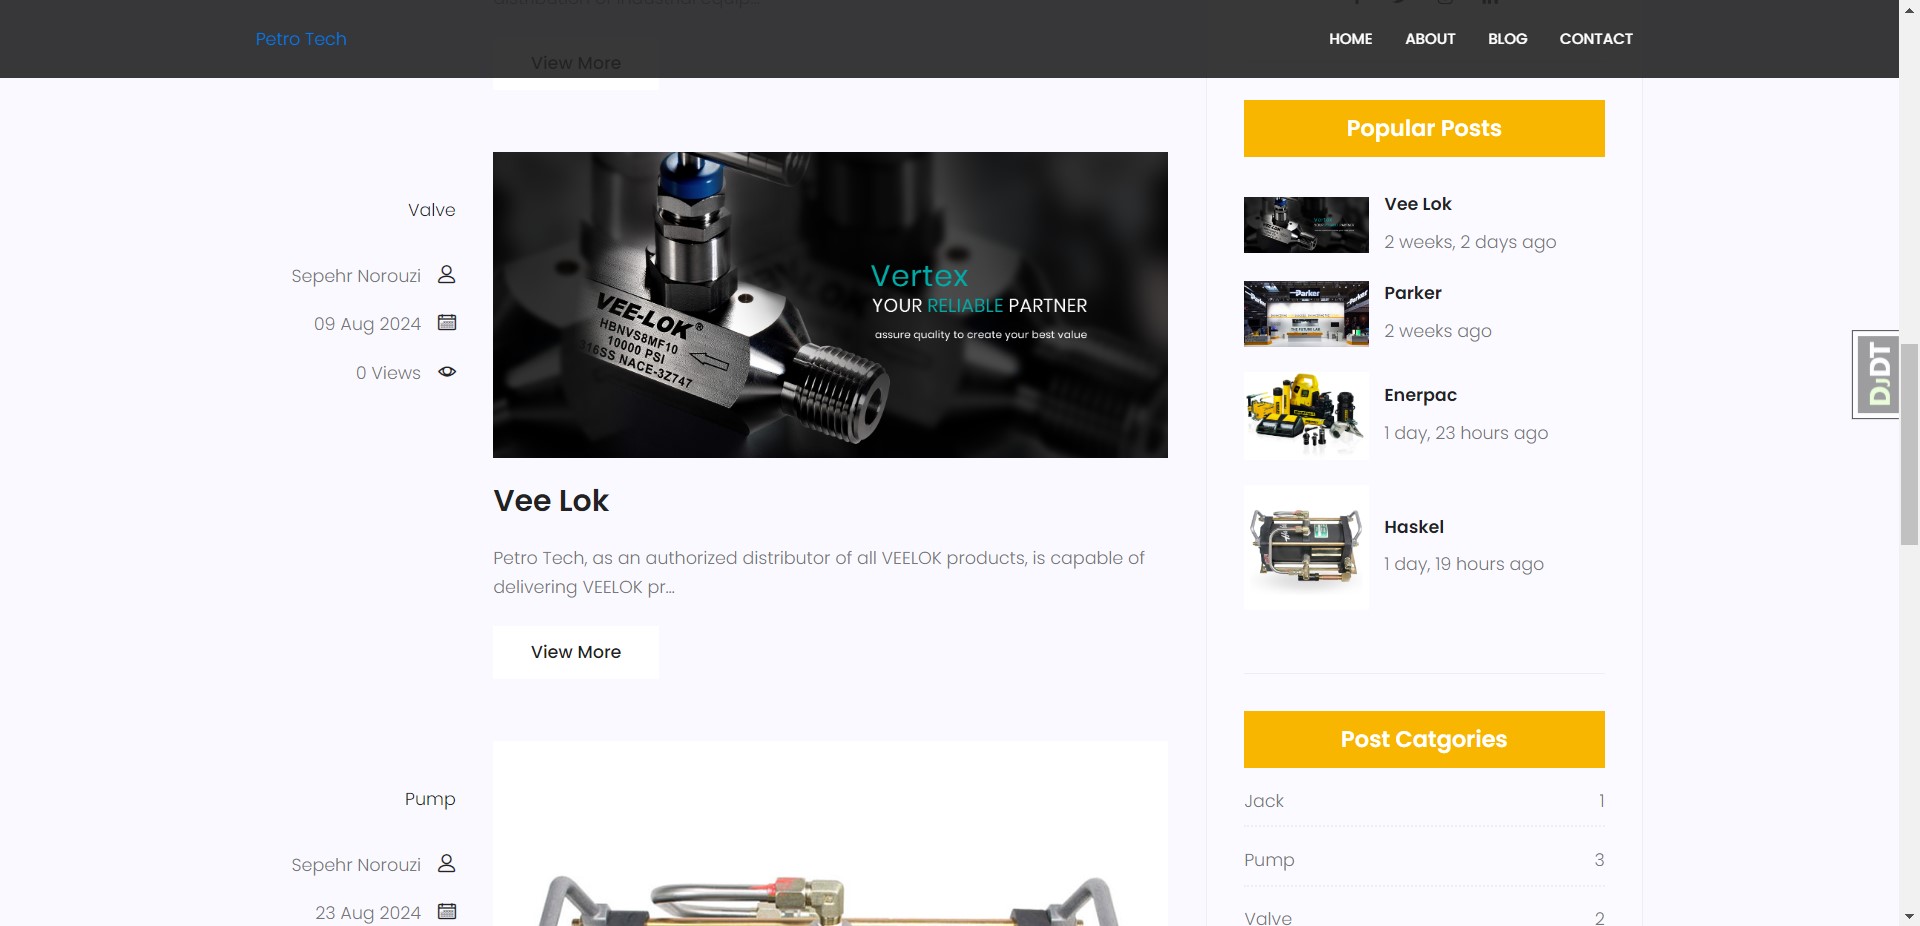 distribution of industrial equip...
Petro Tech
HOME
ABOUT
BLOG
CONTACT
View More
Valve
Sepehr Norouzi
09 Aug 2024
0 Views
VEE-LOK®
HBNVS8MF10
10000 PSI
316SS NACE-3Z747
Vertex
YOUR RELIABLE PARTNER
assure quality to create your best value
Vee Lok
Petro Tech, as an authorized distributor of all VEELOK products, is capable of
delivering VEELOK pr...
View More
Pump
Sepehr Norouzi
23 Aug 2024
Popular Posts
Vee Lok
2 weeks, 2 days ago
Parker
2 weeks ago
Enerpac
1 day, 23 hours ago
Haskel
1 day, 19 hours ago
Post Catgories
Jack 1
Pump 3
Valve 2
DJDT